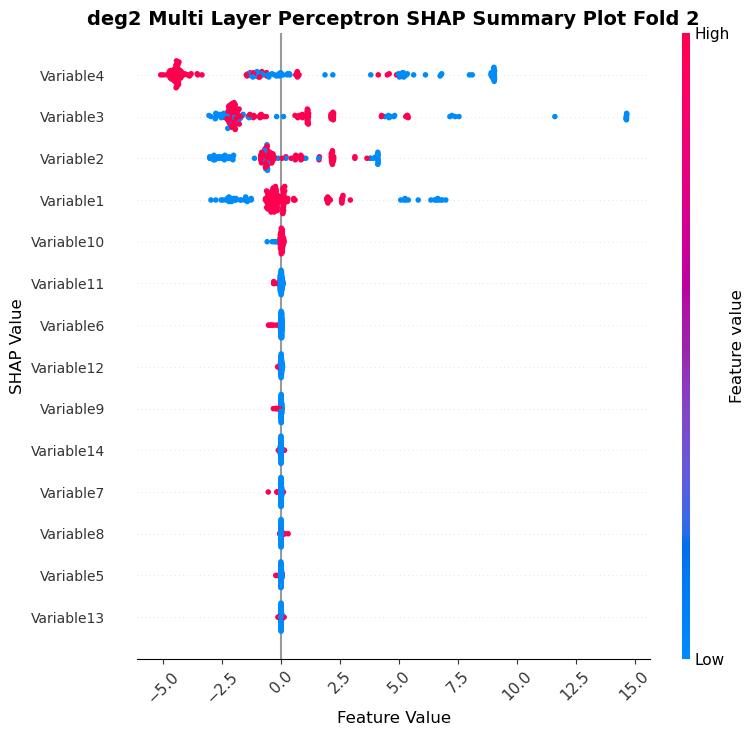 deg2 Multi Layer Perceptron SHAP Summary Plot Fold 2
High
Variable4
Variable3
Variable2
Variable1
Variable10
Variable11
Variable6
Variable12
Variable9
Variable14
Variable7
Variable8
Variable5
Variable13
SHAP Value
Feature value
Low
−5.0
−2.5
0.0
2.5
5.0
7.5
10.0
12.5
15.0
Feature Value